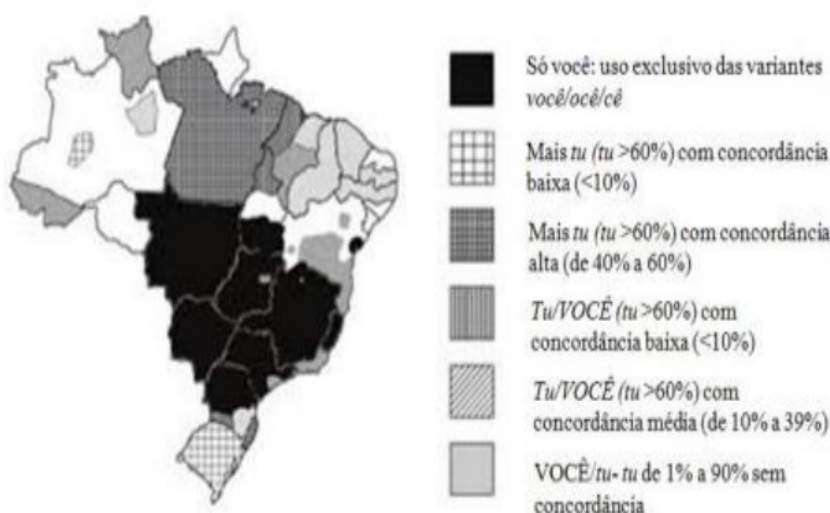 Só você: uso exclusivo das variantes
você/ocê/cê
Mais tu (tu >60%) com concordância
baixa (<10%)
Mais tu (tu >60%) com concordância
alta (de 40% a 60%)
Tu/VOCÊ (tu >60%) com
concordância baixa (<10%)
Tu/VOCÊ (tu >60%) com
concordância média (de 10% a 39%)
VOCÊ/tu- tu de 1% a 90% sem
concordância